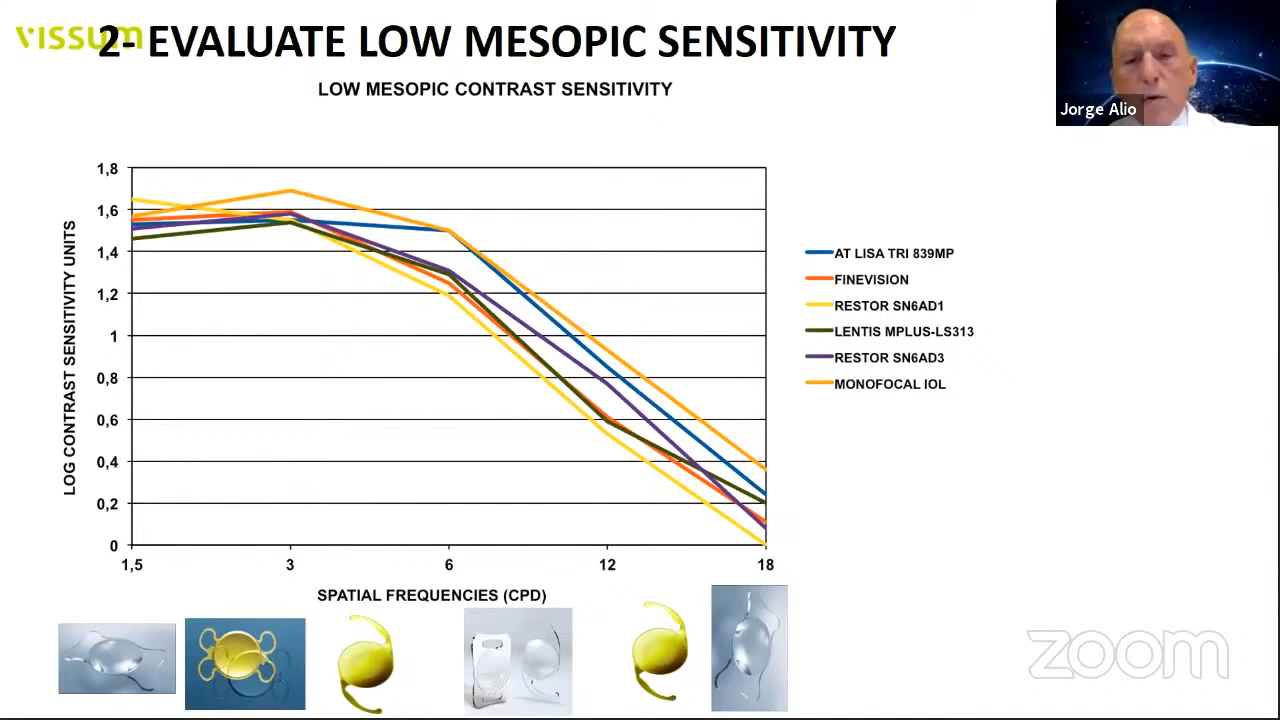 vissum
2- EVALUATE LOW MESOPIC SENSITIVITY
Jorge Alio
LOW MESOPIC CONTRAST SENSITIVITY
LOG CONTRAST SENSITIVITY UNITS
1,8
1,6
1,4
1,2
1
0,8
0,6
0,4
0,2
0
1,5 3 6 12 18
SPATIAL FREQUENCIES (CPD)
AT LISA TRI 839MP
FINEVISION
RESTOR SN6AD1
LENTIS MPLUS-LS313
RESTOR SN6AD3
MONOFOCAL IOL
zoom